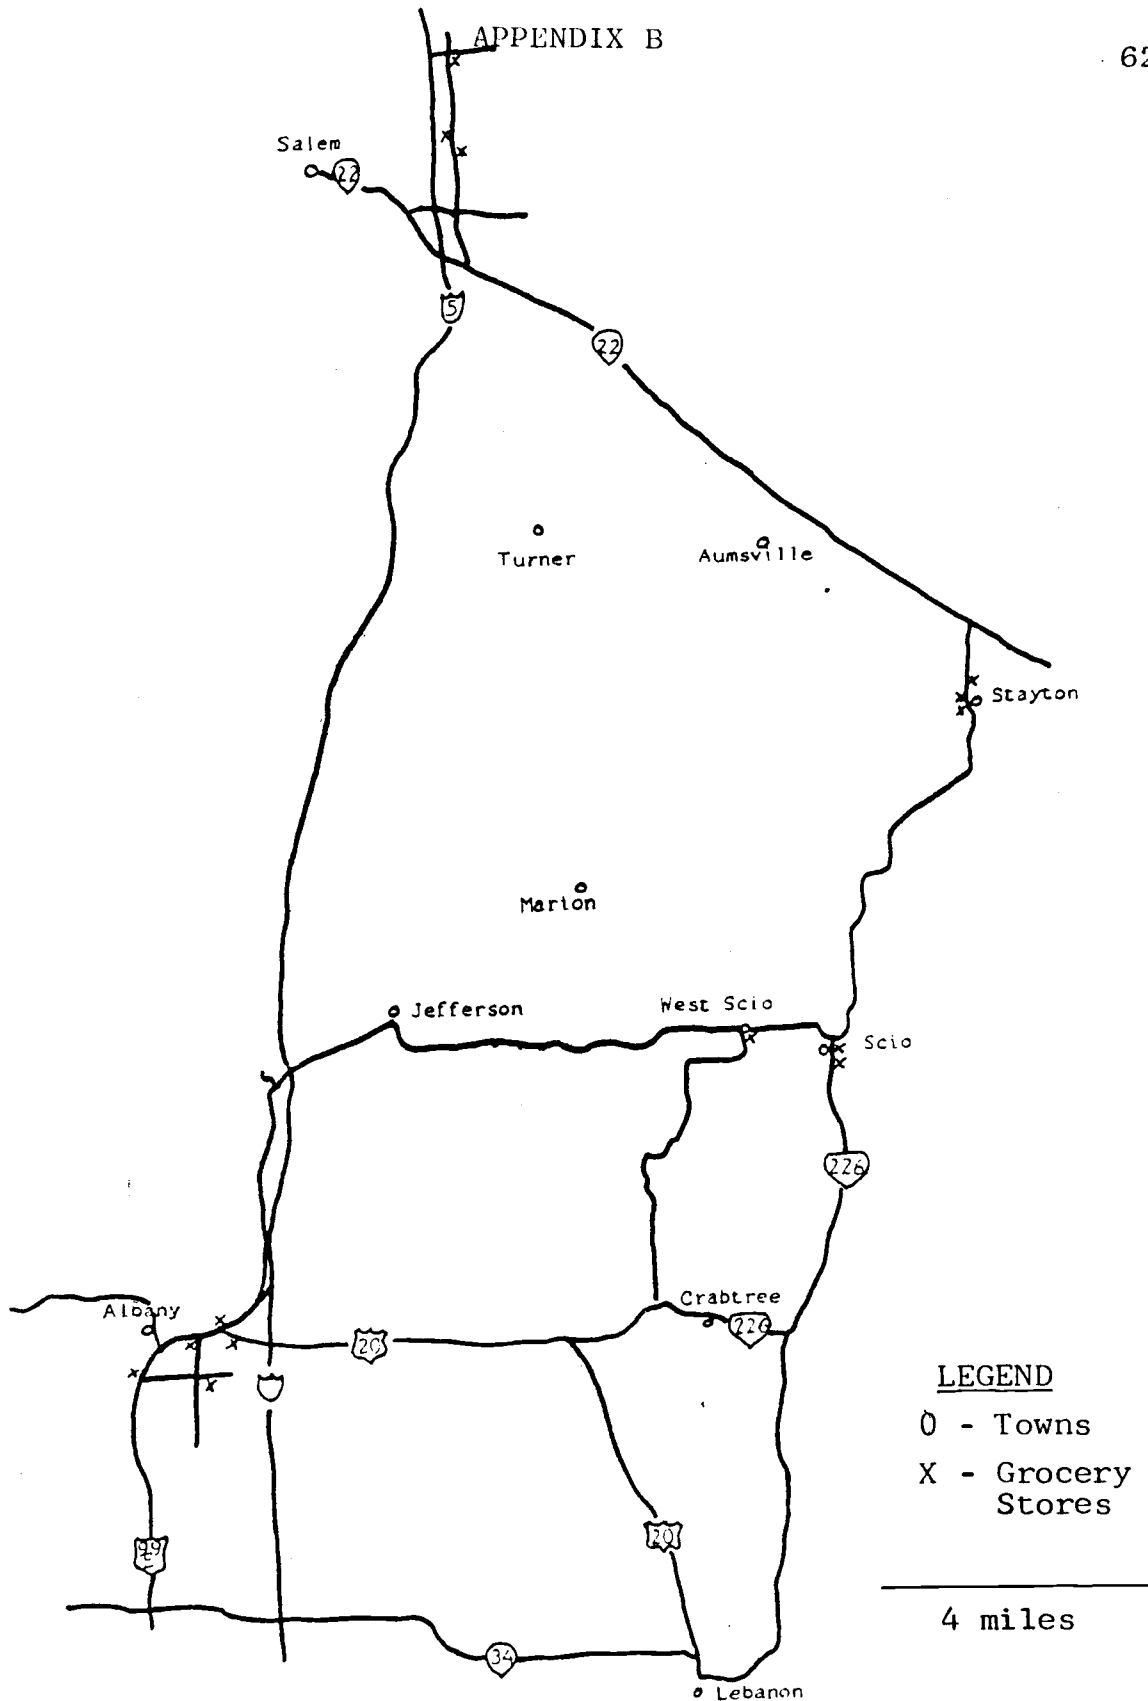 APPENDIX B
62
Salem
22
5
22
Turner
Aumsville
Stayton
Marion
Jefferson
West Scio
Scio
226
Albany
Crabtree
20
226
LEGEND
O - Towns
X - Grocery
Stores
20
99
E
4 miles
34
Lebanon